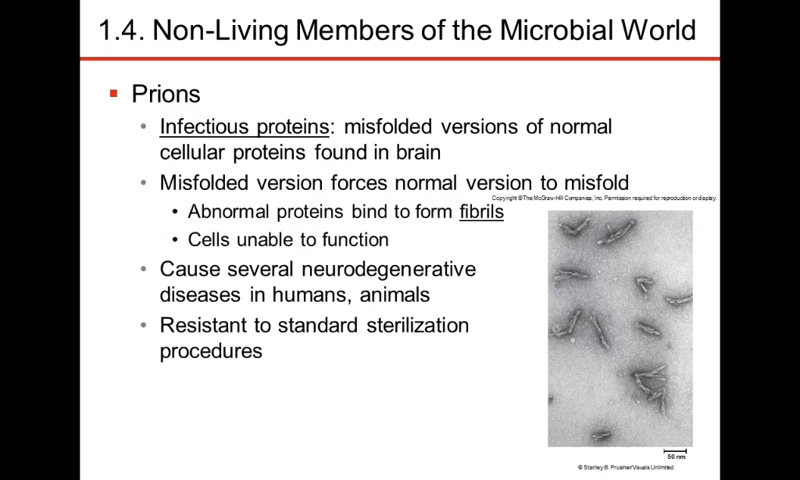 1.4. Non-Living Members of the Microbial World
Prions
Infectious proteins: misfolded versions of normal
cellular proteins found in brain
Misfolded version forces normal version to misfold
Copyright ©The McGraw-Hill Companies, Inc. Permission required for reproduction or display.
Abnormal proteins bind to form fibrils
Cells unable to function
Cause several neurodegenerative
diseases in humans, animals
Resistant to standard sterilization
procedures
50 nm
© Stanley B. Prusiner/Visuals Unlimited